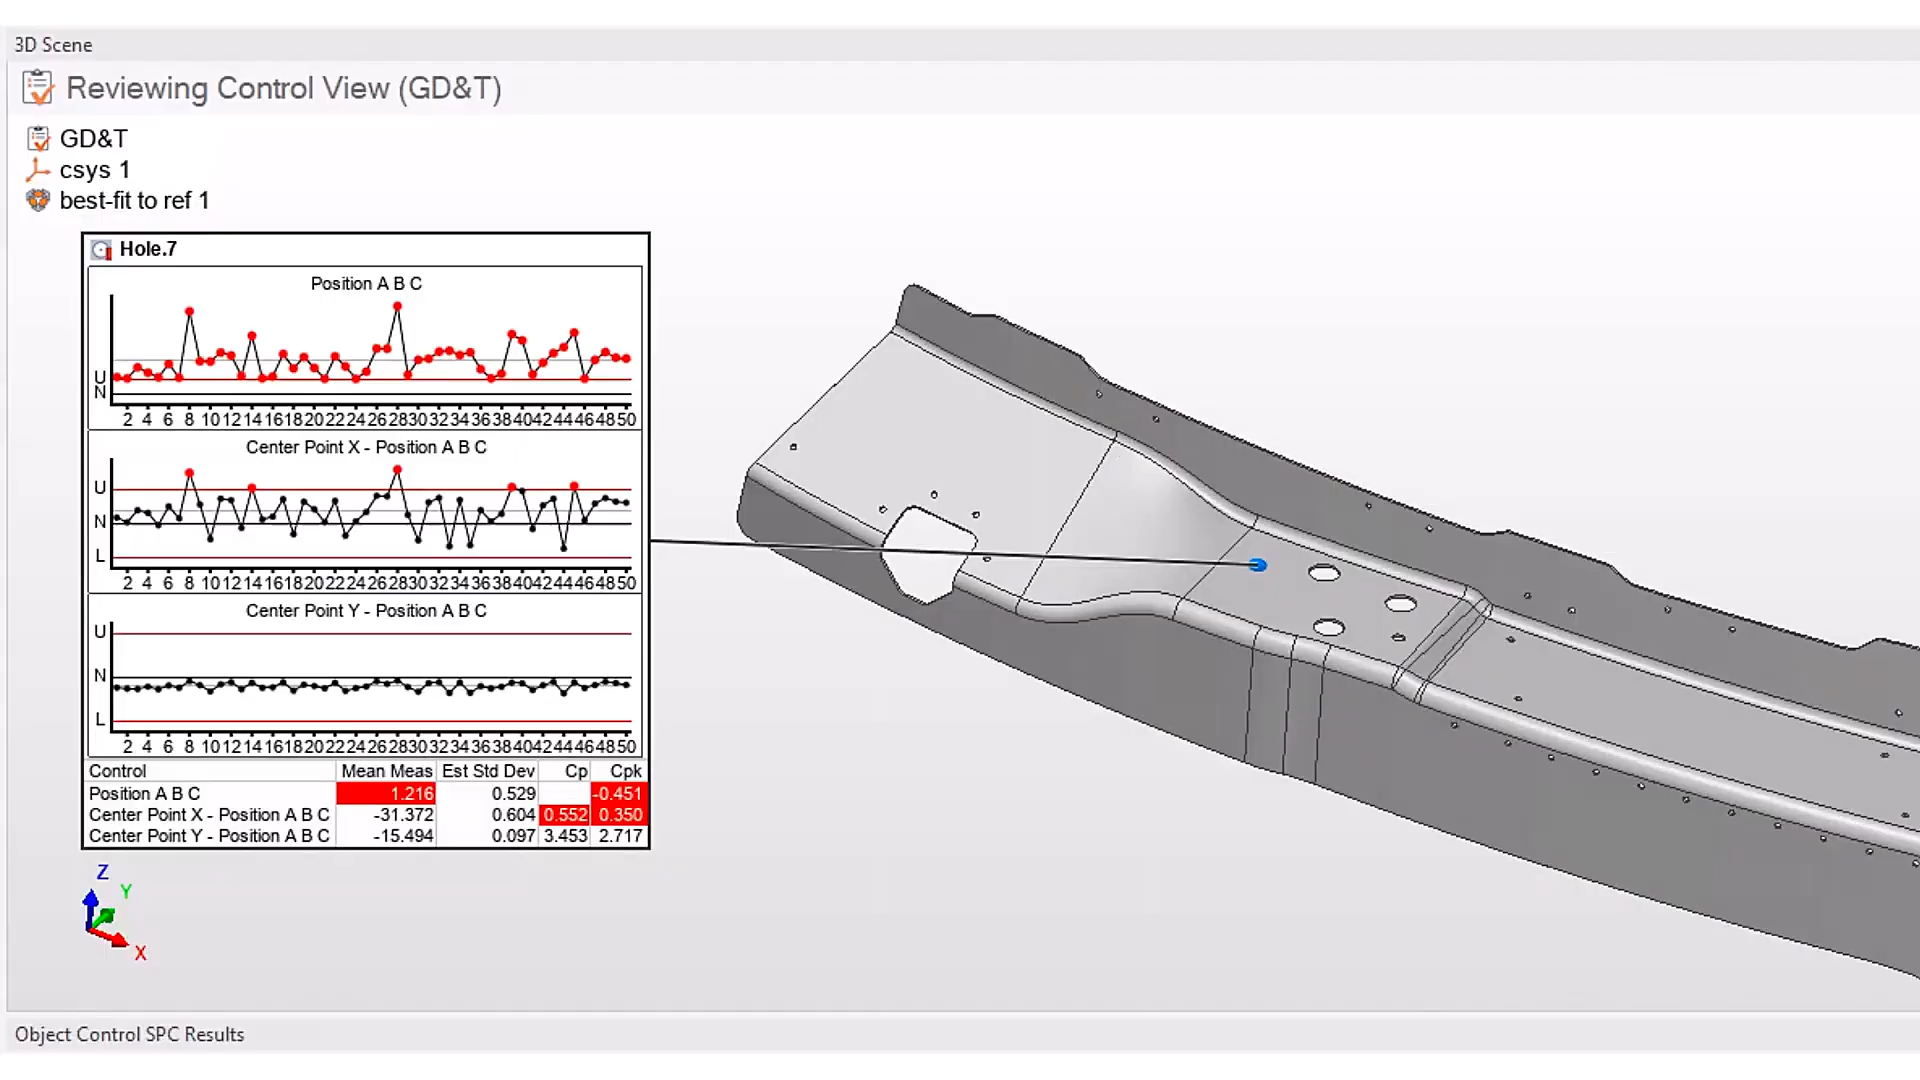 3D Scene
Reviewing Control View (GD&T)
GD&T
csys 1
best-fit to ref 1
Hole.7
Position A B C
U
N
2 4 6 8 10 12 14 16 18 20 22 24 26 28 30 32 34 36 38 40 42 44 46 48 50
Center Point X - Position A B C
U
N
L
2 4 6 8 10 12 14 16 18 20 22 24 26 28 30 32 34 36 38 40 42 44 46 48 50
Center Point Y - Position A B C
U
N
L
2 4 6 8 10 12 14 16 18 20 22 24 26 28 30 32 34 36 38 40 42 44 46 48 50
Control Mean Meas Est Std Dev Cp Cpk
Position A B C 1.216 0.529 -0.451
Center Point X - Position A B C -31.372 0.604 0.552 0.350
Center Point Y - Position A B C -15.494 0.097 3.453 2.717
Z
Y
X
Object Control SPC Results